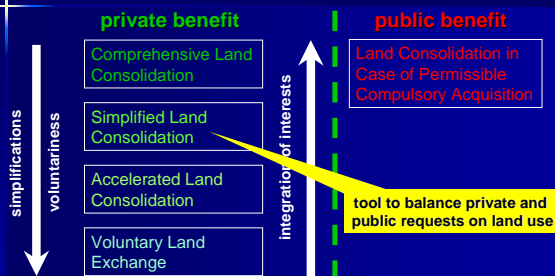 private benefit
public benefit
Comprehensive Land
Consolidation
Land Consolidation in
Case of Permissible
Compulsory Acquisition
simplifications
voluntariness
Simplified Land
Consolidation
integration of interests
Accelerated Land
Consolidation
tool to balance private and
public requests on land use
Voluntary Land
Exchange